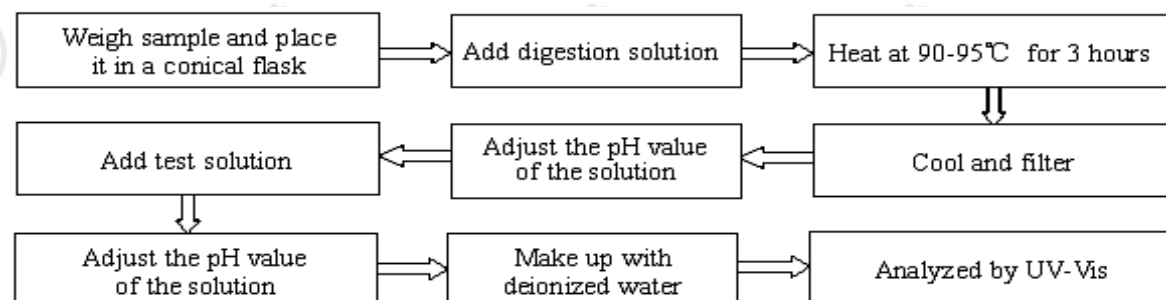 Weigh sample and place
it in a conical flask
Add digestion solution
Heat at 90-95℃ for 3 hours
Cool and filter
Adjust the pH value
of the solution
Add test solution
Adjust the pH value
of the solution
Make up with
deionized water
Analyzed by UV-Vis